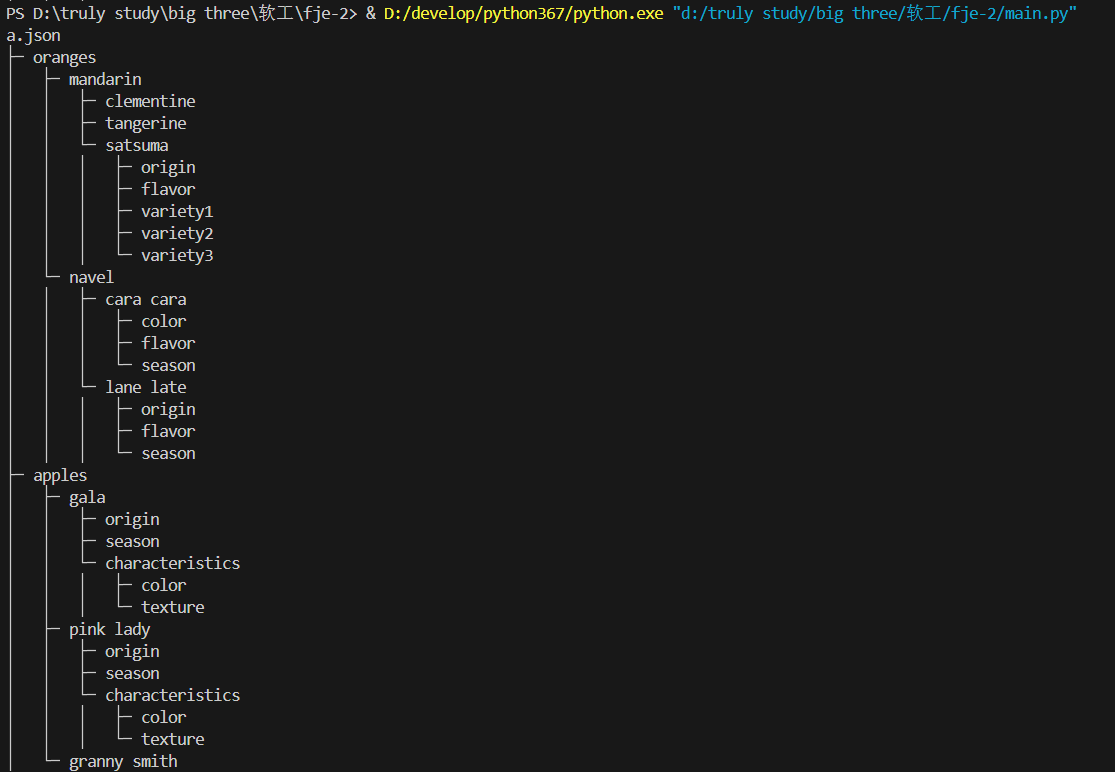 PS D:\truly study\big three\软工\fje-2> & D:/develop/python367/python.exe "d:/truly study/big three/软工/fje-2/main.py"
a.json
├─ oranges
│   ├─ mandarin
│   │   ├─ clementine
│   │   ├─ tangerine
│   │   └─ satsuma
│   │   │   ├─ origin
│   │   │   ├─ flavor
│   │   │   ├─ variety1
│   │   │   ├─ variety2
│   │   │   └─ variety3
│   └─ navel
│   │   ├─ cara cara
│   │   │   ├─ color
│   │   │   ├─ flavor
│   │   │   └─ season
│   │   └─ lane late
│   │   │   ├─ origin
│   │   │   ├─ flavor
│   │   │   └─ season
├─ apples
│   ├─ gala
│   │   ├─ origin
│   │   ├─ season
│   │   └─ characteristics
│   │   │   ├─ color
│   │   │   └─ texture
│   ├─ pink lady
│   │   ├─ origin
│   │   ├─ season
│   │   └─ characteristics
│   │   │   ├─ color
│   │   │   └─ texture
│   └─ granny smith